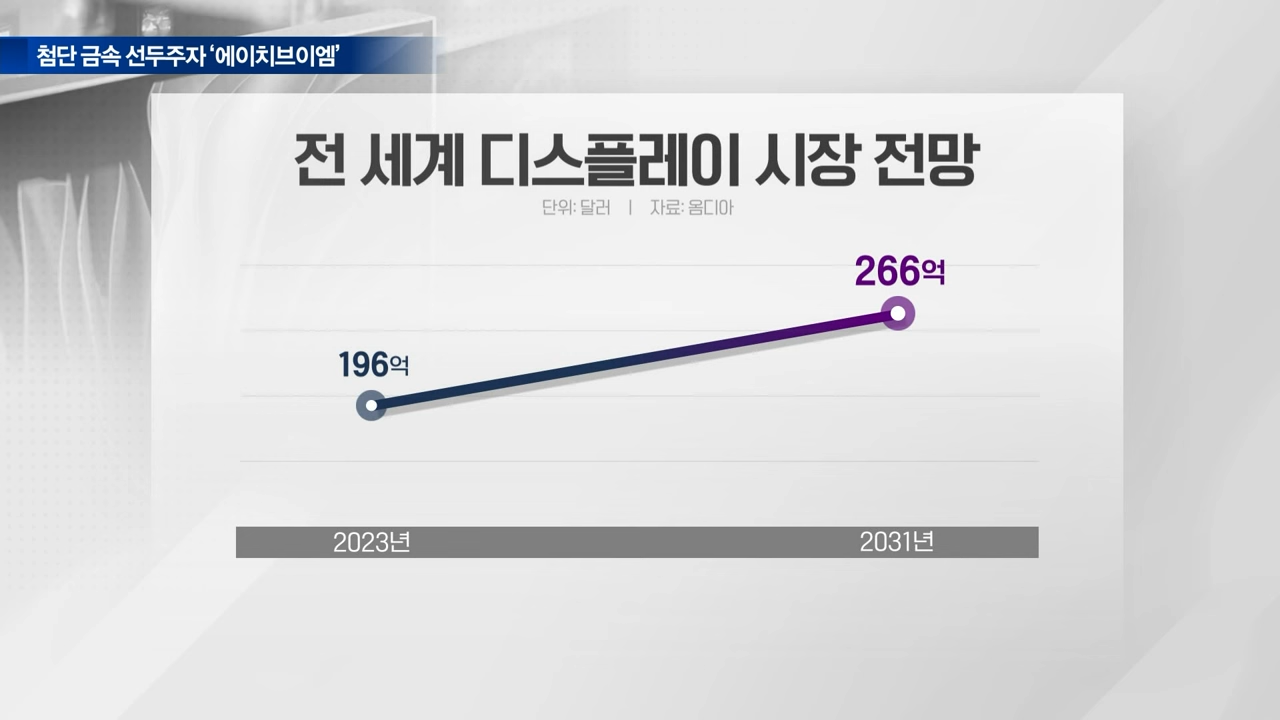 첨단 금속 선두주자 ‘에이치브이엠’
전 세계 디스플레이 시장 전망
단위: 달러 | 자료: 옴디아
266억
196억
2023년 2031년